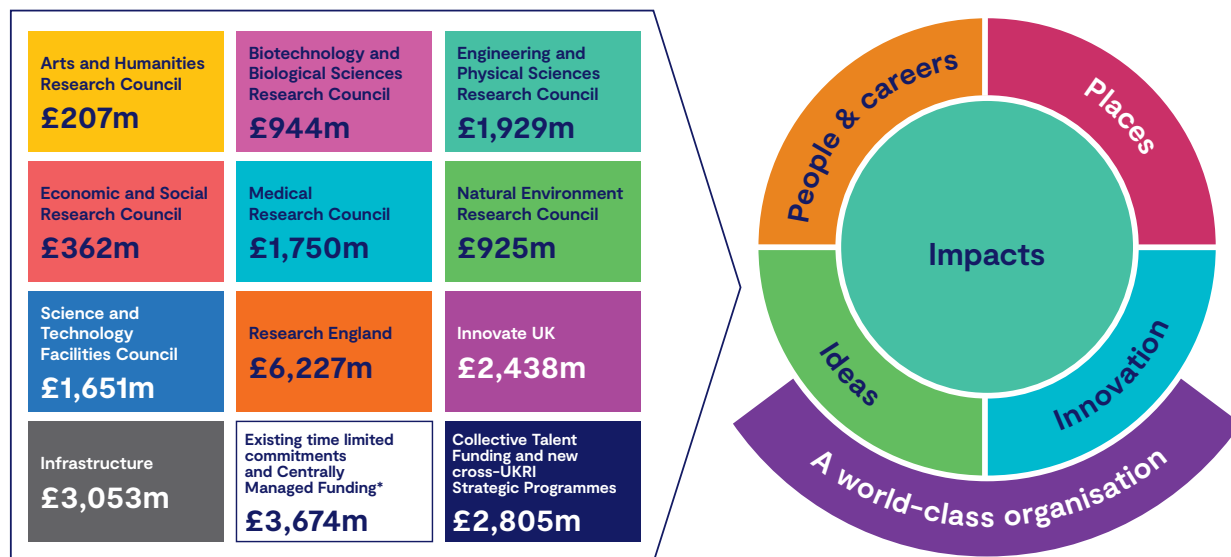 Arts and Humanities
Research Council
£207m
Biotechnology and
Biological Sciences
Research Council
£944m
Engineering and
Physical Sciences
Research Council
£1,929m
Economic and Social
Research Council
£362m
Medical
Research Council
£1,750m
Natural Environment
Research Council
£925m
Science and
Technology
Facilities Council
£1,651m
Research England
£6,227m
Innovate UK
£2,438m
Infrastructure
£3,053m
Existing time limited
commitments
and Centrally
Managed Funding*
£3,674m
Collective Talent
Funding and new
cross-UKRI
Strategic Programmes
£2,805m
People & careers
Places
Impacts
Ideas
Innovation
A world-class organisation